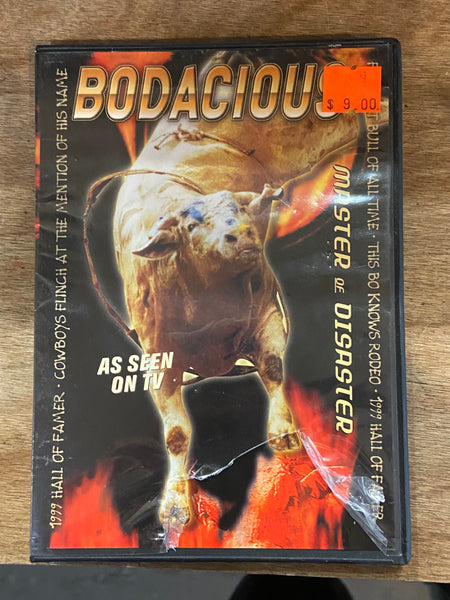 BODACIOUS
$ 9.00
1999 HALL OF FAMER · COWBOYS FLINCH AT THE MENTION OF HIS NAME
BULL OF ALL TIME · THIS BO KNOWS RODEO · 1999 HALL OF FAMER
MASTER OF DISASTER
AS SEEN
ON TV